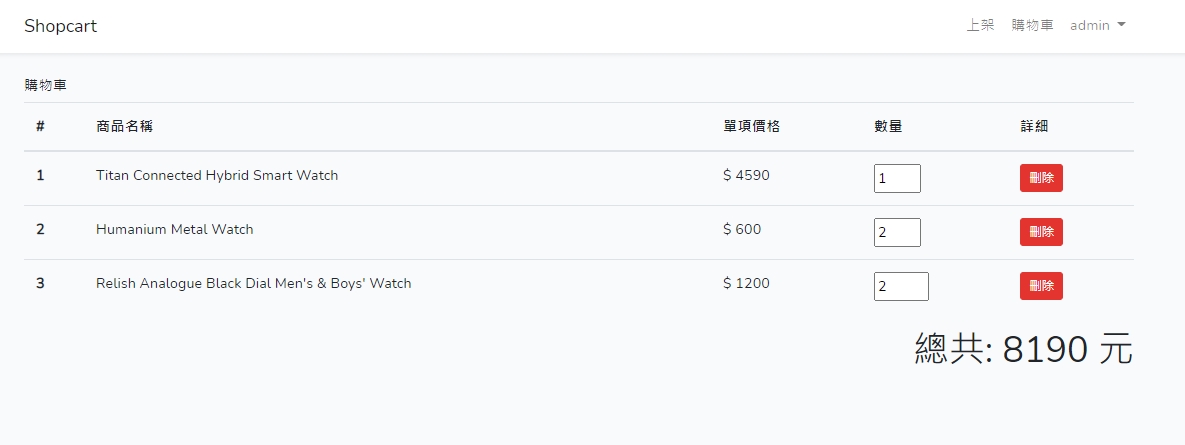 Shopcart 上架 購物車 admin
購物車
# 商品名稱 單項價格 數量 詳細
1 Titan Connected Hybrid Smart Watch $ 4590 1 刪除
2 Humanium Metal Watch $ 600 2 刪除
3 Relish Analogue Black Dial Men's & Boys' Watch $ 1200 2 刪除
總共: 8190 元